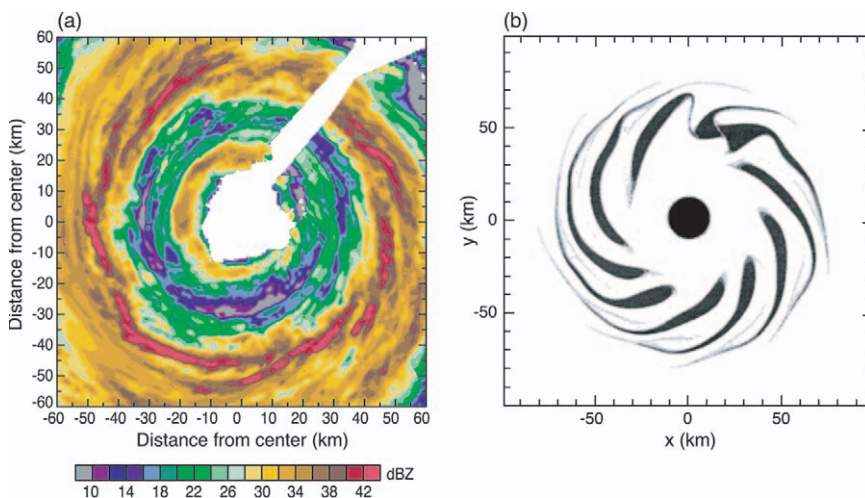 (a)
60
50
40
30
20
10
0
-10
-20
-30
-40
-50
-60
Distance from center (km)
-60 -50 -40 -30 -20 -10 0 10 20 30 40 50 60
Distance from center (km)
dBZ
10 14 18 22 26 30 34 38 42
(b)
50
0
-50
y (km)
-50 0 50
x (km)